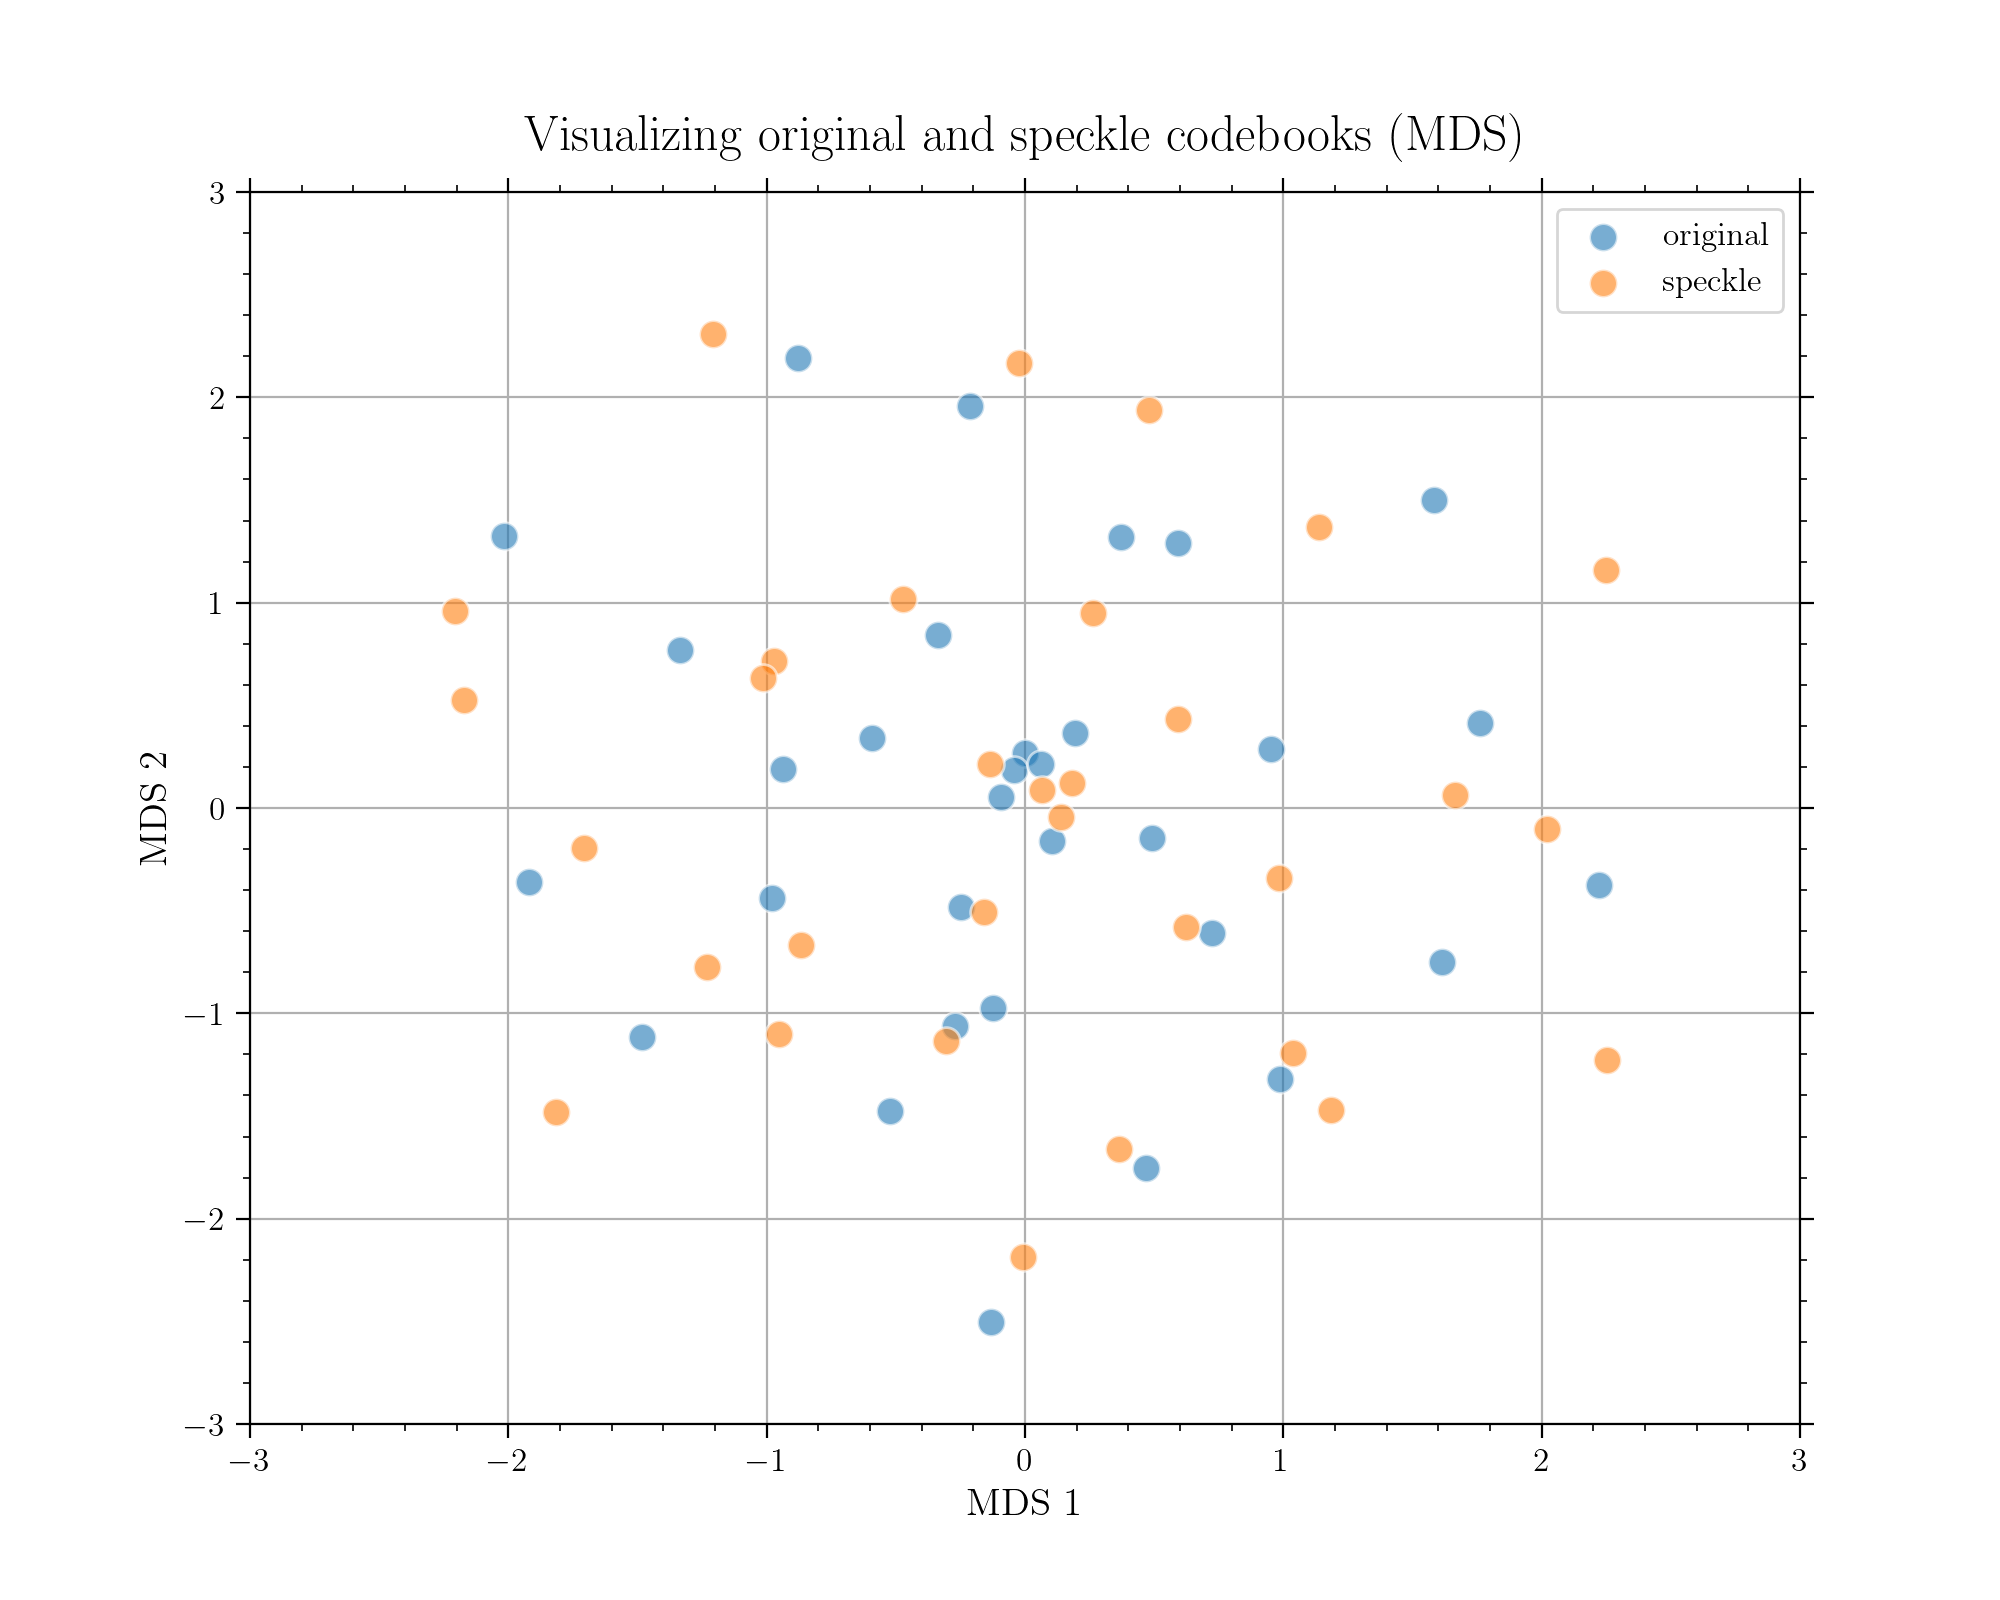 Visualizing original and speckle codebooks (MDS)
original
speckle
3
2
1
0
−1
−2
−3
MDS 2
−3
−2
−1
0
1
2
3
MDS 1